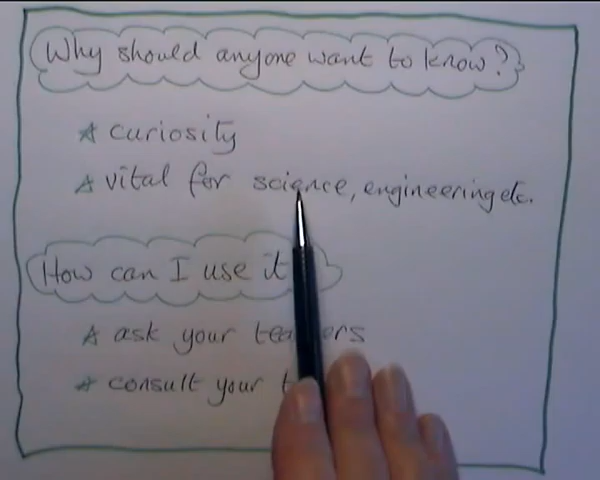 Why should anyone want to know?
curiosity
vital for science, engineering etc.
How can I use it
ask your teachers
consult your